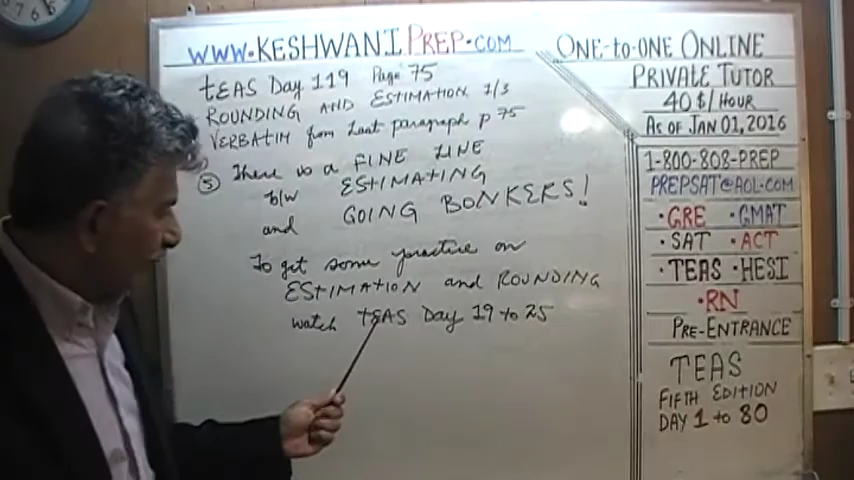 www.KESHWANIPREP.COM
TEAS Day 119 Page 75
ROUNDING AND ESTIMATION 1/3
VERBATIM from Last paragraph p 75
5 There is a FINE LINE
b/w ESTIMATING
and GOING BONKERS!
To get some practice on
ESTIMATION and ROUNDING
watch TEAS Day 19 to 25
ONE-to-ONE ONLINE
PRIVATE TUTOR
40 $/HOUR
AS OF JAN 01, 2016
1-800-808-PREP
PREPSAT@AOL.COM
• GRE • GMAT
• SAT • ACT
• TEAS • HESI
• RN
PRE-ENTRANCE
TEAS
FIFTH EDITION
DAY 1 to 80